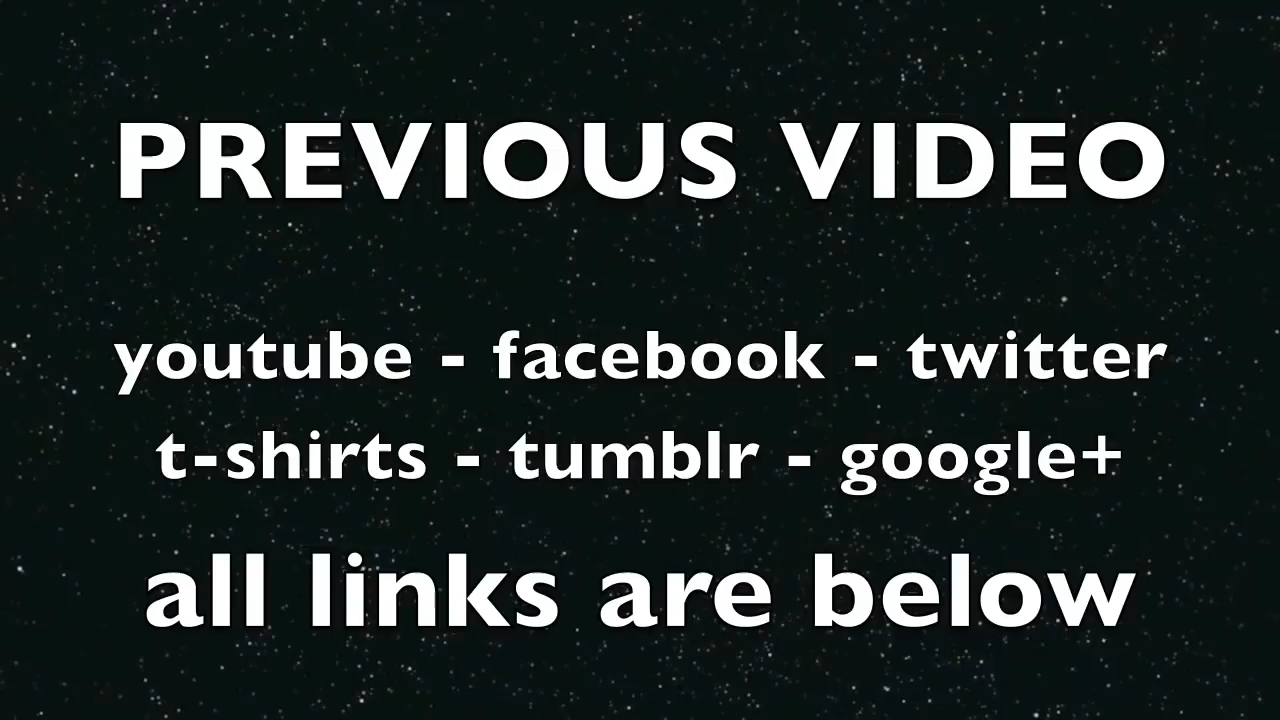 PREVIOUS VIDEO
youtube - facebook - twitter
t-shirts - tumblr - google+
all links are below